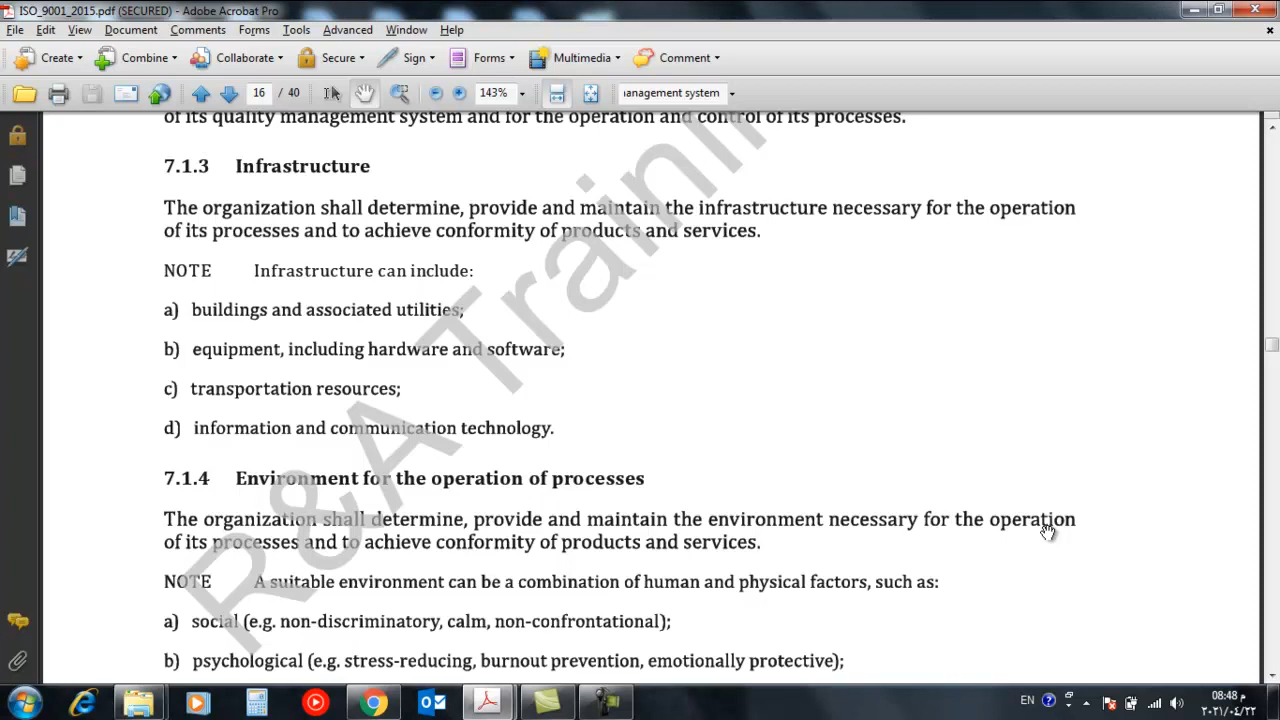 ISO_9001_2015.pdf (SECURED) - Adobe Acrobat Pro
File Edit View Document Comments Forms Tools Advanced Window Help
Create Combine Collaborate Secure Sign Forms Multimedia Comment
16 / 40 143% anagement system
of its quality management system and for the operation and control of its processes.
7.1.3 Infrastructure
The organization shall determine, provide and maintain the infrastructure necessary for the operation
of its processes and to achieve conformity of products and services.
NOTE Infrastructure can include:
a) buildings and associated utilities;
b) equipment, including hardware and software;
c) transportation resources;
d) information and communication technology.
7.1.4 Environment for the operation of processes
The organization shall determine, provide and maintain the environment necessary for the operation
of its processes and to achieve conformity of products and services.
NOTE A suitable environment can be a combination of human and physical factors, such as:
a) social (e.g. non-discriminatory, calm, non-confrontational);
b) psychological (e.g. stress-reducing, burnout prevention, emotionally protective);
R&A Trainin
EN 08:48 م
٢٠٢١/٠٤/٢٢